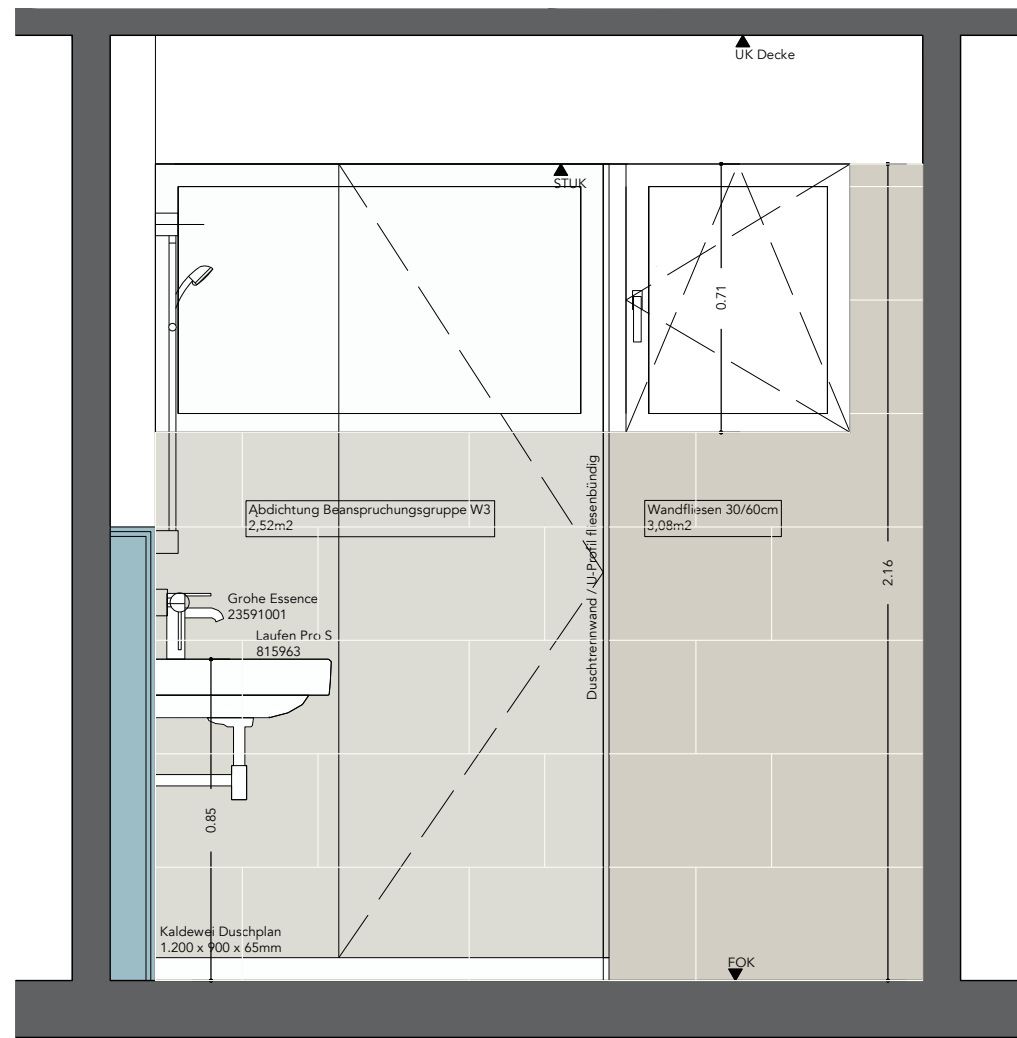 UK Decke
STUK
0.71
Abdichtung Beanspruchungsgruppe W3
2,52m2
Wandfliesen 30/60cm
3,08m2
Duschtrennwand / U-Profil fliesenbündig
2.16
Grohe Essence
23591001
Laufen Pro S
815963
0.85
Kaldewei Duschplan
1.200 x 900 x 65mm
FOK